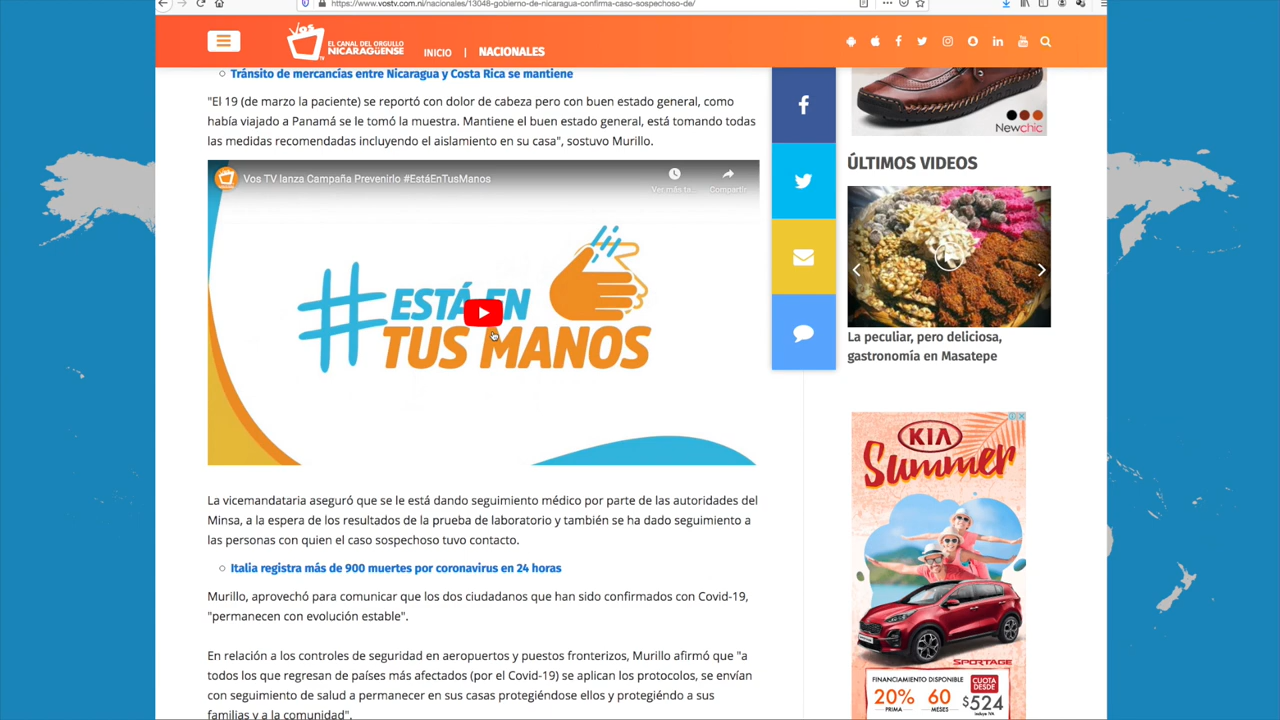 https://www.vostv.com.ni/nacionales/13048-gobierno-de-nicaragua-confirma-caso-sospechoso-de/
VOS
TV
EL CANAL DEL ORGULLO
NICARAGÜENSE
INICIO | NACIONALES
Tránsito de mercancías entre Nicaragua y Costa Rica se mantiene
"El 19 (de marzo la paciente) se reportó con dolor de cabeza pero con buen estado general, como
había viajado a Panamá se le tomó la muestra. Mantiene el buen estado general, está tomando todas
las medidas recomendadas incluyendo el aislamiento en su casa", sostuvo Murillo.
Vos TV lanza Campaña Prevenirlo #EstáEnTusManos
Ver más ta...
Compartir
#ESTÁ EN
TUS MANOS
La vicemandataria aseguró que se le está dando seguimiento médico por parte de las autoridades del
Minsa, a la espera de los resultados de la prueba de laboratorio y también se ha dado seguimiento a
las personas con quien el caso sospechoso tuvo contacto.
Italia registra más de 900 muertes por coronavirus en 24 horas
Murillo, aprovechó para comunicar que los dos ciudadanos que han sido confirmados con Covid-19,
"permanecen con evolución estable".
En relación a los controles de seguridad en aeropuertos y puestos fronterizos, Murillo afirmó que "a
todos los que regresan de países más afectados (por el Covid-19) se aplican los protocolos, se envían
con seguimiento de salud a permanecer en sus casas protegiéndose ellos y protegiendo a sus
familias y a la comunidad",
Newchic
ÚLTIMOS VIDEOS
La peculiar, pero deliciosa,
gastronomía en Masatepe
KIA
Summer
SPORTAGE
FINANCIAMIENTO DISPONIBLE
20%
PRIMA
60
MESES
CUOTA
DESDE
$524
Incluye IVA